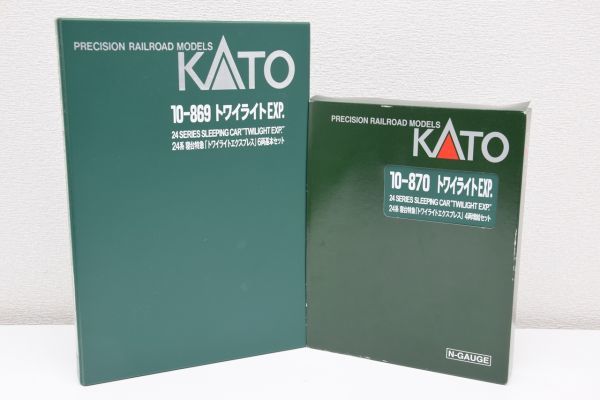 PRECISION RAILROAD MODELS
KATO
10-869 トワイライトEXP.
24 SERIES SLEEPING CAR "TWILIGHT EXP."
24系 寝台特急「トワイライトエクスプレス」6両基本セット
PRECISION RAILROAD MODELS
KATO
10-870 トワイライトEXP.
24 SERIES SLEEPING CAR "TWILIGHT EXP."
24系 寝台特急「トワイライトエクスプレス」4両増結セット
N-GAUGE